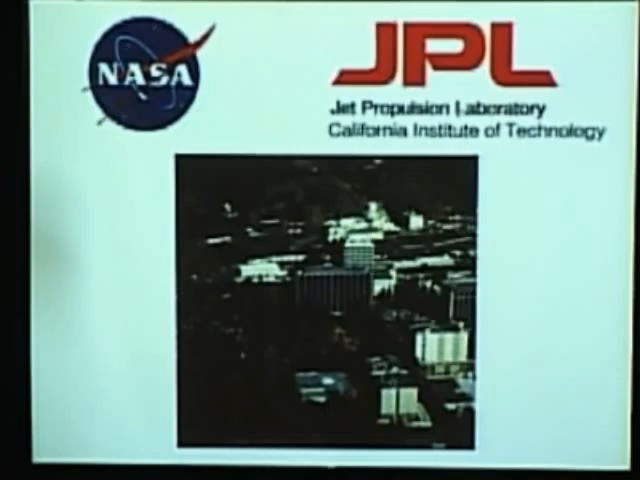 NASA
JPL
Jet Propulsion Laboratory
California Institute of Technology